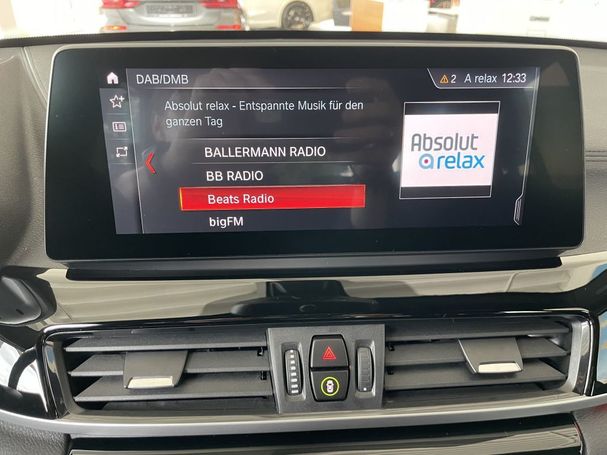 DAB/DMB
2 A relax 12:33
Absolut relax - Entspannte Musik für den
ganzen Tag
BALLERMANN RADIO
BB RADIO
Beats Radio
bigFM
Absolut
relax